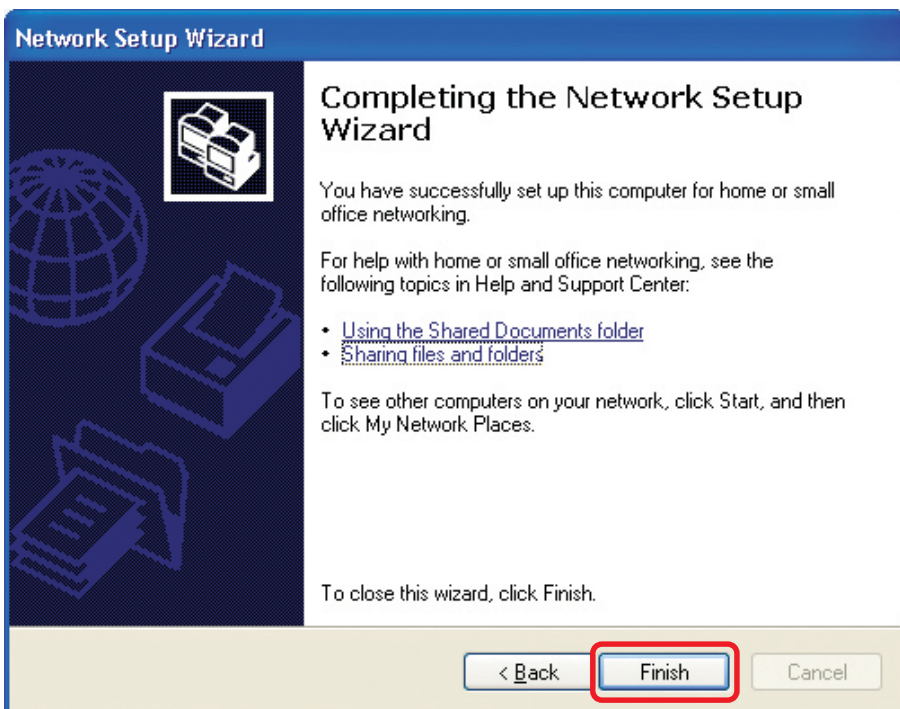 Network Setup Wizard
Completing the Network Setup
Wizard
You have successfully set up this computer for home or small
office networking.
For help with home or small office networking, see the
following topics in Help and Support Center:
• Using the Shared Documents folder
• Sharing files and folders
To see other computers on your network, click Start, and then
click My Network Places.
To close this wizard, click Finish.
< Back Finish Cancel